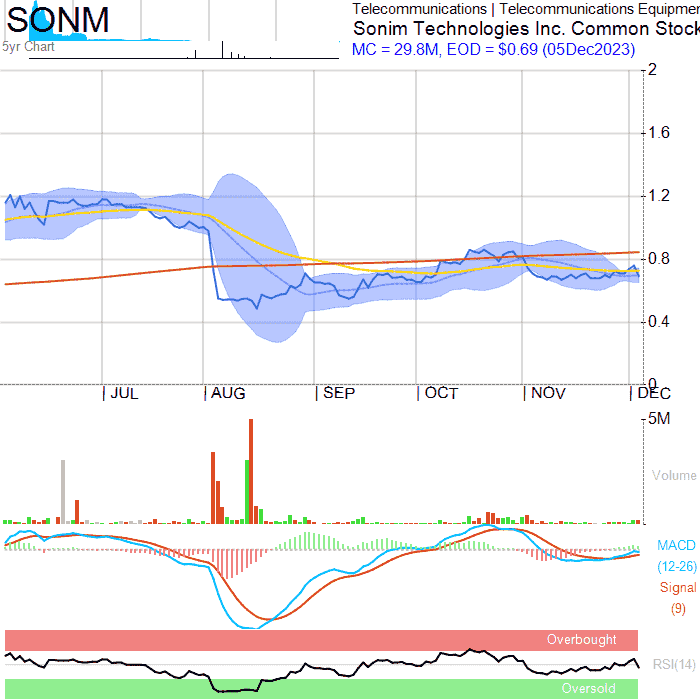 SONM
5yr Chart
Telecommunications | Telecommunications Equipmen
Sonim Technologies Inc. Common Stock
MC = 29.8M, EOD = $0.69 (05Dec2023)
2
1.6
1.2
0.8
0.4
0
JUL AUG SEP OCT NOV DEC
5M
Volume
MACD
(12-26)
Signal
(9)
Overbought
RSI(14)
Oversold